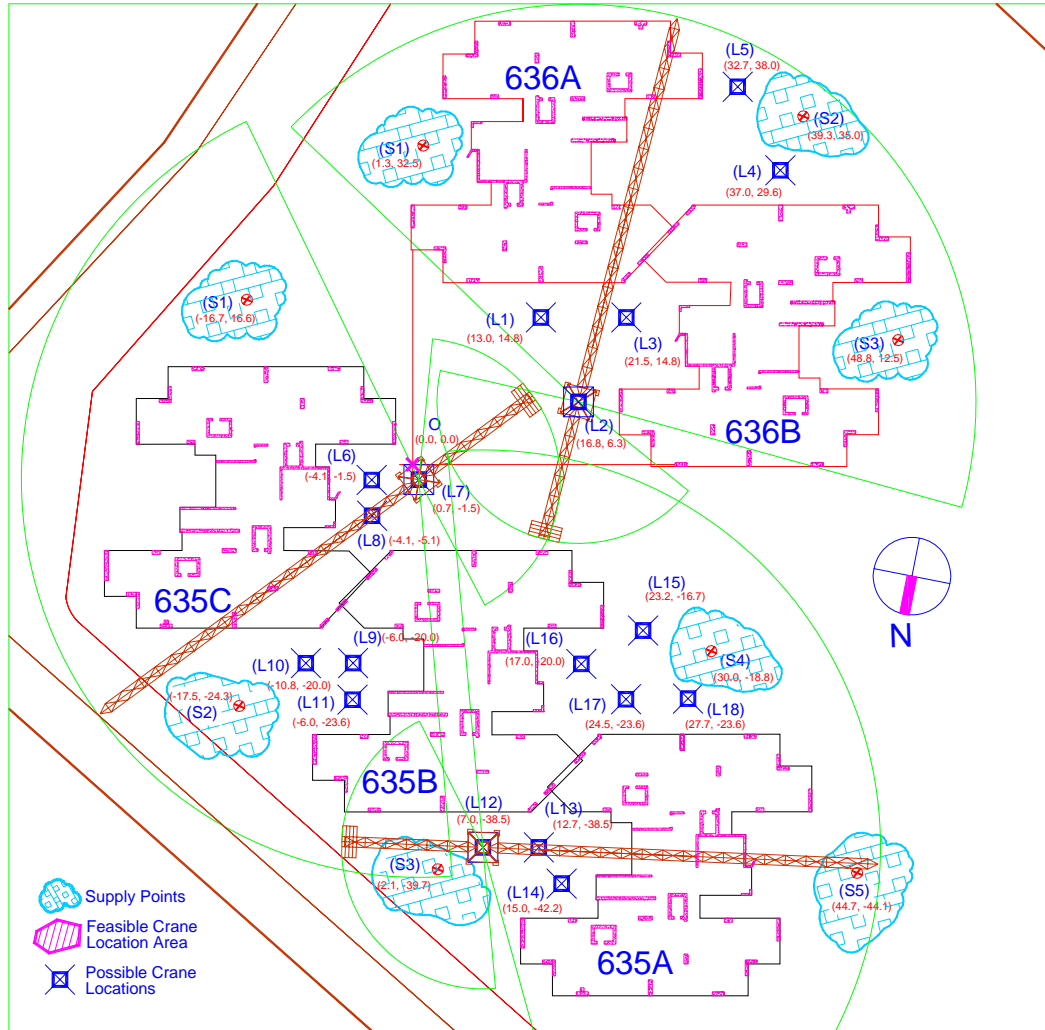 (L5)
(32.7, 38.0)
636A
(S2)
(39.3, 35.0)
(S1)
(1.3, 32.5)
(L4)
(37.0, 29.6)
(S1)
(-16.7, 16.6)
(L1)
(13.0, 14.8)
(L3)
(21.5, 14.8)
(S3)
(48.8, 12.5)
O
(0.0, 0.0)
(L2)
(16.8, 6.3)
636B
(L6)
(-4.1, -1.5)
(L7)
(0.7, -1.5)
(L8)
(-4.1, -5.1)
635C
(L15)
(23.2, -16.7)
N
(L9)
(-6.0, -20.0)
(L16)
(17.0, -20.0)
(L10)
(-10.8, -20.0)
(S4)
(30.0, -18.8)
(-17.5, -24.3)
(S2)
(L11)
(-6.0, -23.6)
(L17)
(24.5, -23.6)
(L18)
(27.7, -23.6)
635B
(L12)
(7.0, -38.5)
(L13)
(12.7, -38.5)
(S3)
(2.1, -39.7)
(L14)
(15.0, -42.2)
(S5)
(44.7, -44.1)
635A
Supply Points
Feasible Crane
Location Area
Possible Crane
Locations